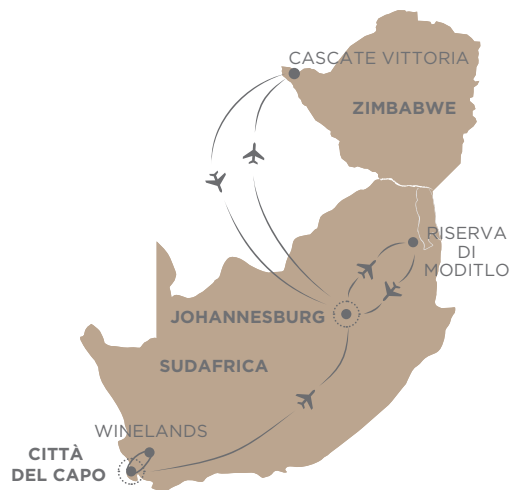 CASCATE VITTORIA
ZIMBABWE
RISERVA
DI
MODITLO
JOHANNESBURG
SUDAFRICA
WINELANDS
CITTÀ
DEL CAPO